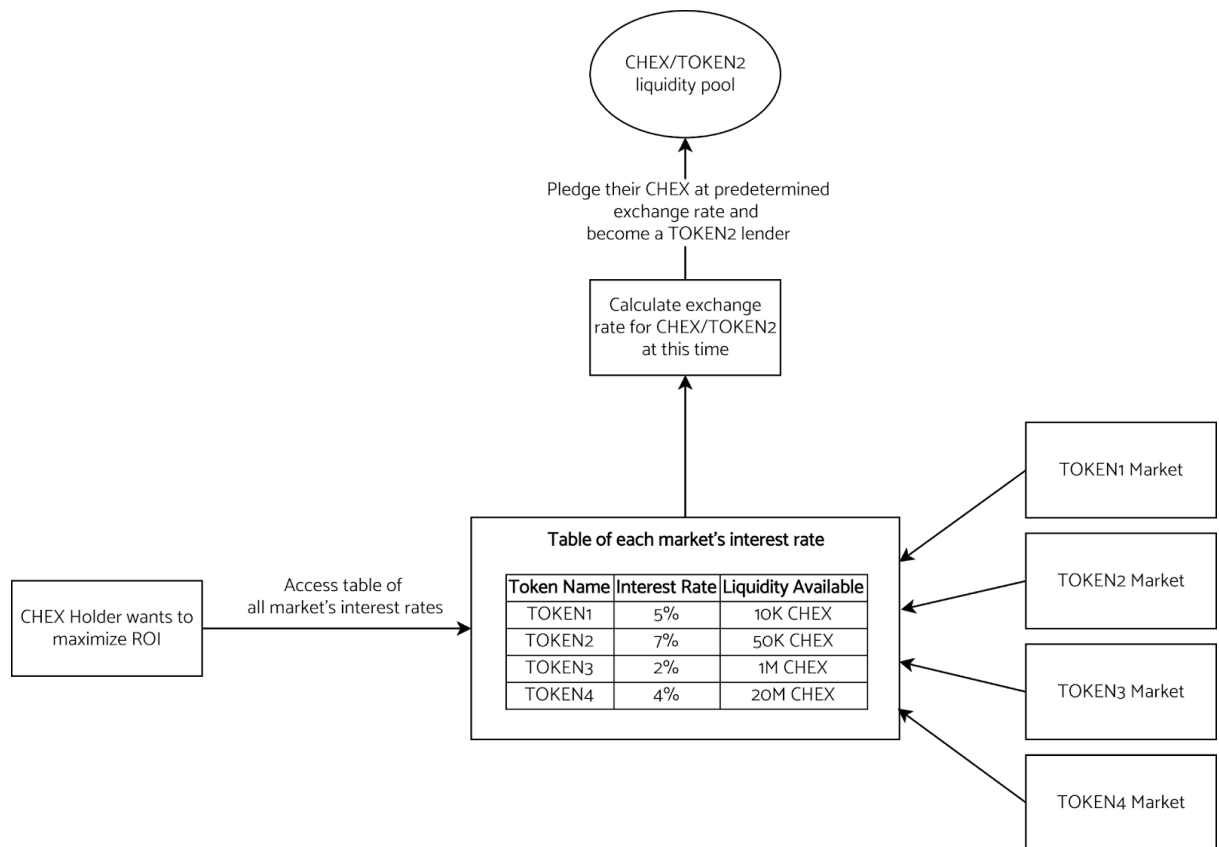 CHEX/TOKEN2
liquidity pool
Pledge their CHEX at predetermined
exchange rate and
become a TOKEN2 lender
Calculate exchange
rate for CHEX/TOKEN2
at this time
CHEX Holder wants to
maximize ROI
Access table of
all market's interest rates
Table of each market's interest rate
Token Name Interest Rate Liquidity Available
TOKEN1 5% 10K CHEX
TOKEN2 7% 50K CHEX
TOKEN3 2% 1M CHEX
TOKEN4 4% 20M CHEX
TOKEN1 Market
TOKEN2 Market
TOKEN3 Market
TOKEN4 Market